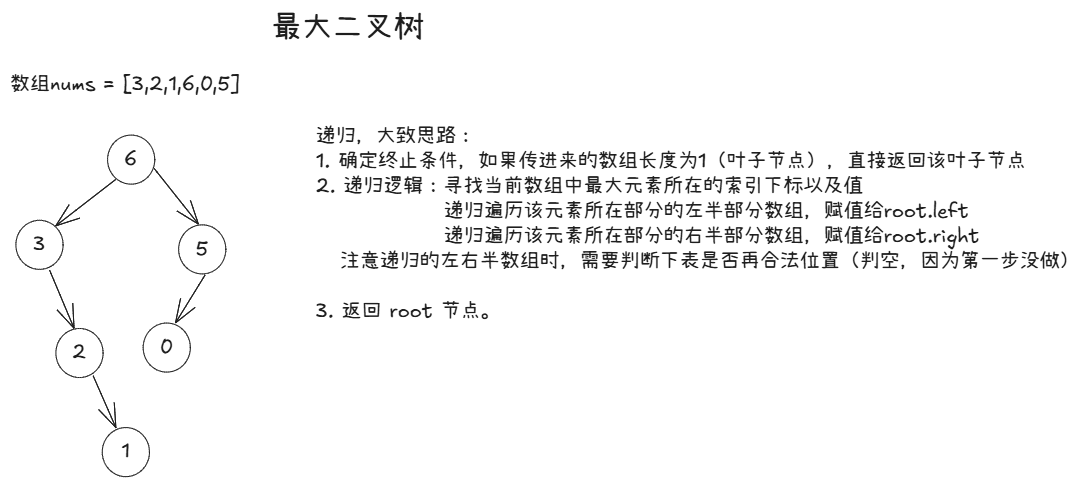 最大二叉树
数组nums = [3,2,1,6,0,5]
6
3
5
2
0
1
递归，大致思路：
1. 确定终止条件，如果传进来的数组长度为1（叶子节点），直接返回该叶子节点
2. 递归逻辑：寻找当前数组中最大元素所在的索引下标以及值
递归遍历该元素所在部分的左半部分数组，赋值给root.left
递归遍历该元素所在部分的右半部分数组，赋值给root.right
注意递归的左右半数组时，需要判断下表是否再合法位置（判空，因为第一步没做）
3. 返回 root 节点。